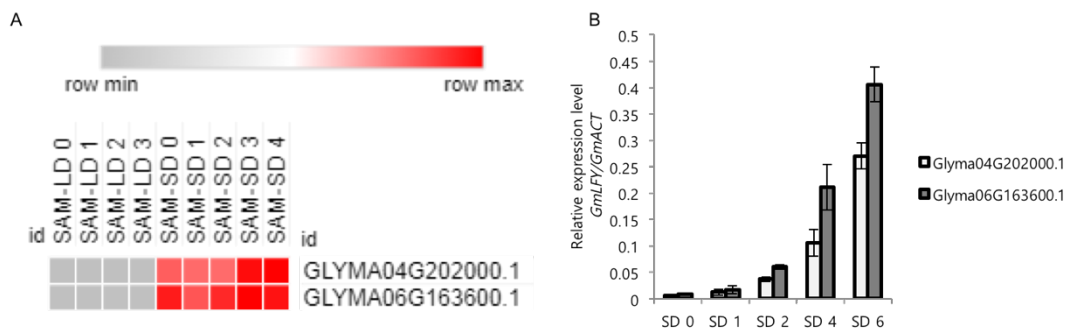 A
row min
row max
id
SAM-LD 0
SAM-LD 1
SAM-LD 2
SAM-LD 3
SAM-SD 0
SAM-SD 1
SAM-SD 2
SAM-SD 3
SAM-SD 4
id
GLYMA04G202000.1
GLYMA06G163600.1
B
Relative expression level
GmLFY/GmACT
0.5
0.45
0.4
0.35
0.3
0.25
0.2
0.15
0.1
0.05
0
SD 0
SD 1
SD 2
SD 4
SD 6
Glyma04G202000.1
Glyma06G163600.1